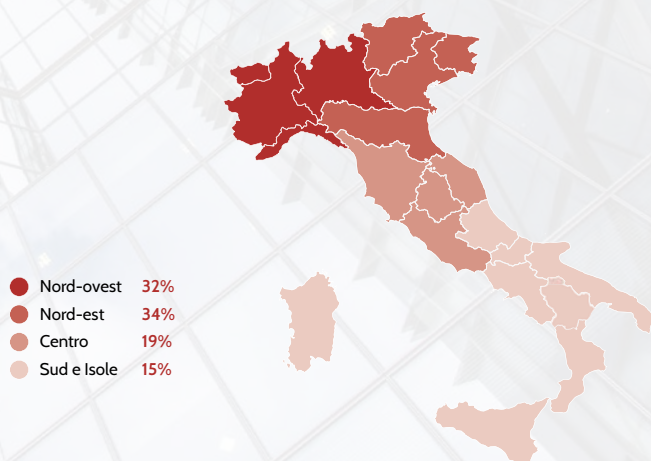 Nord-ovest 32%
Nord-est 34%
Centro 19%
Sud e Isole 15%